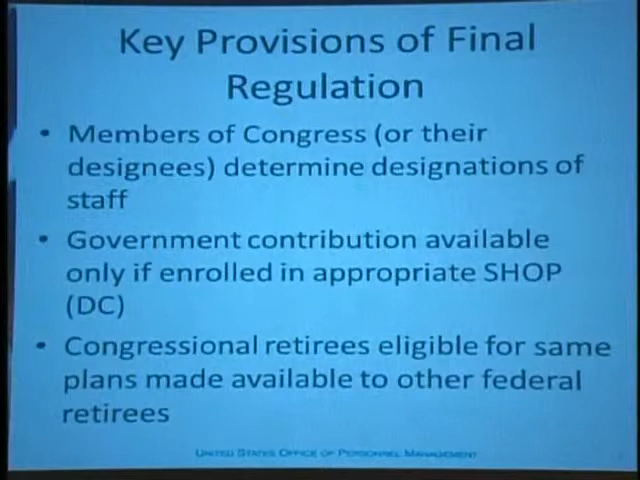 Key Provisions of Final
Regulation
• Members of Congress (or their
designees) determine designations of
staff
• Government contribution available
only if enrolled in appropriate SHOP
(DC)
• Congressional retirees eligible for same
plans made available to other federal
retirees
UNITED STATES OFFICE OF PERSONNEL MANAGEMENT